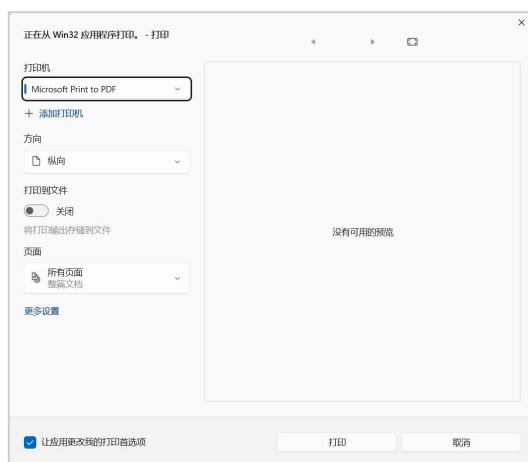 正在从 Win32 应用程序打印。 - 打印
打印机
Microsoft Print to PDF
+ 添加打印机
方向
纵向
打印到文件
关闭
将打印输出存储到文件
没有可用的预览
页面
所有页面
整篇文档
更多设置
让应用更改我的打印首选项
打印
取消